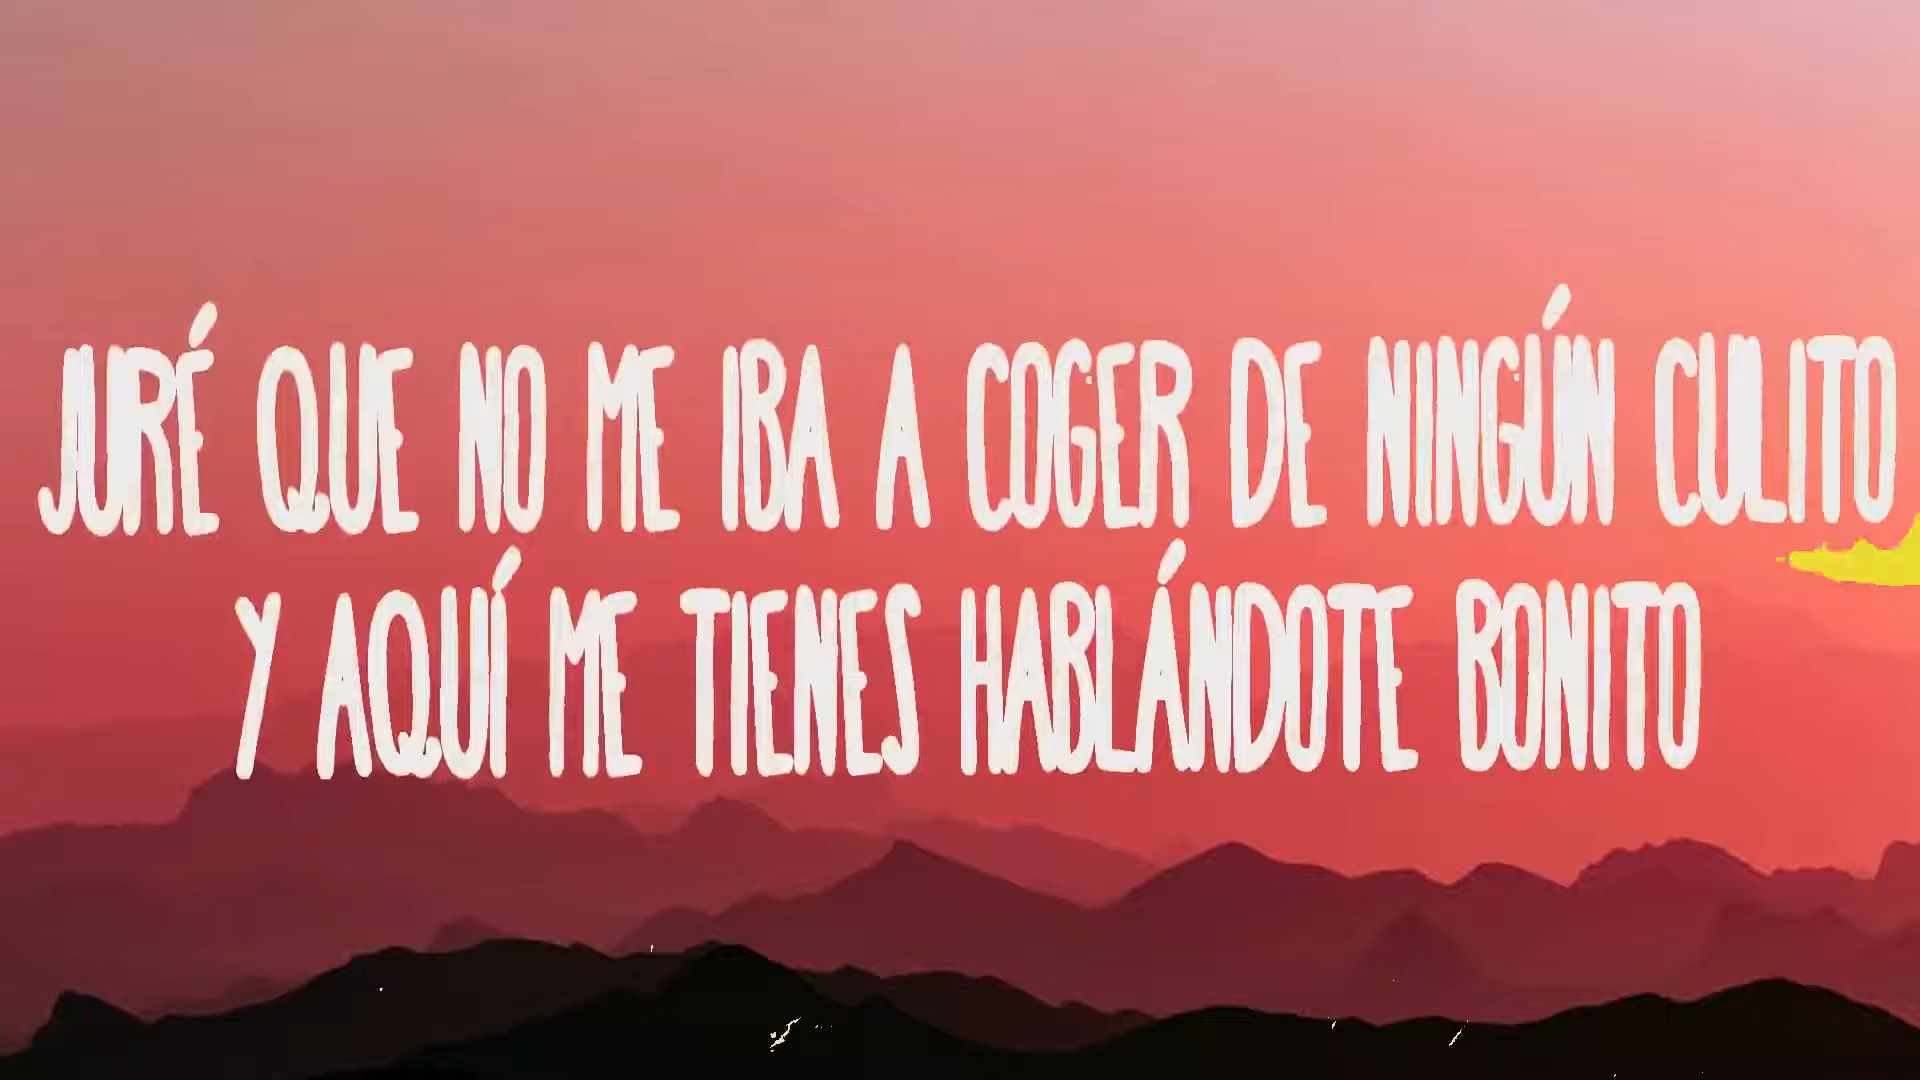 JURÉ QUE NO ME IBA A COGER DE NINGÚN CULITO
Y AQUÍ ME TIENES HABLÁNDOTE BONITO